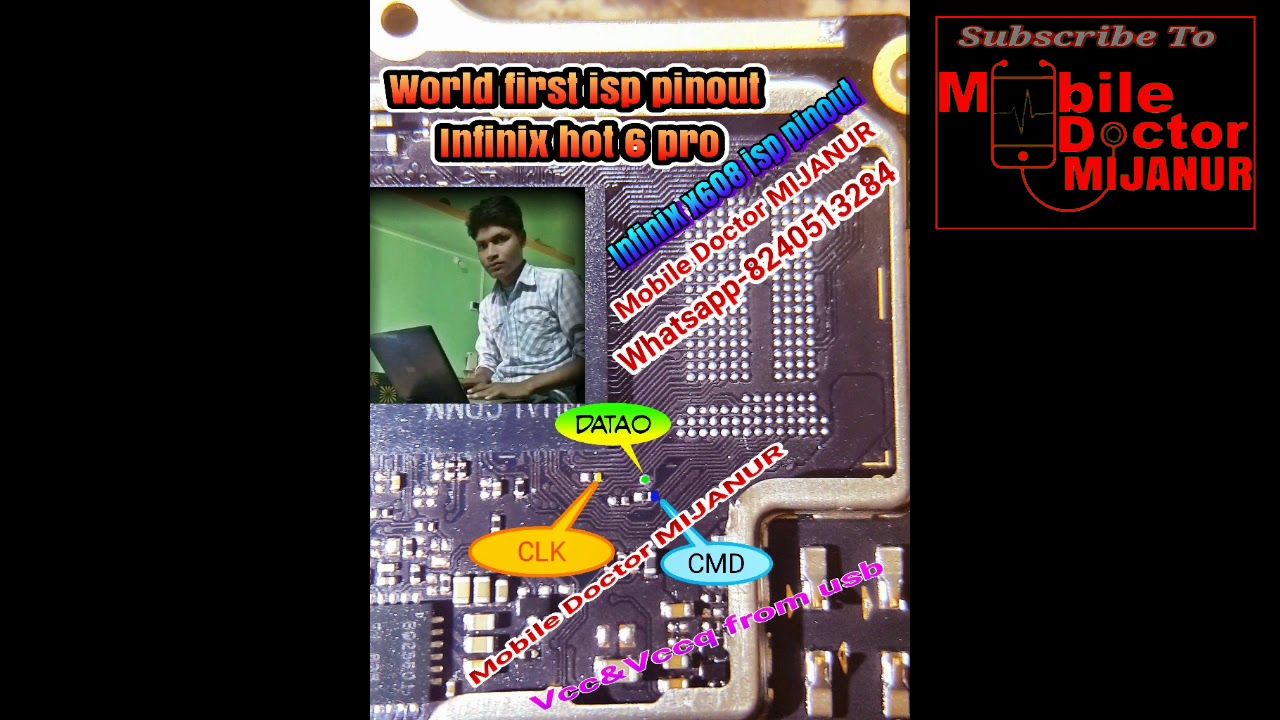 World first isp pinout
Infinix hot 6 pro
Infinix X608 isp pinout
Mobile Doctor MIJANUR
Whatsapp-8240513284
Subscribe To
Mobile
Doctor
MIJANUR
DATAO
CLK
CMD
Mobile Doctor MIJANUR
Vcc&Vccq from usb